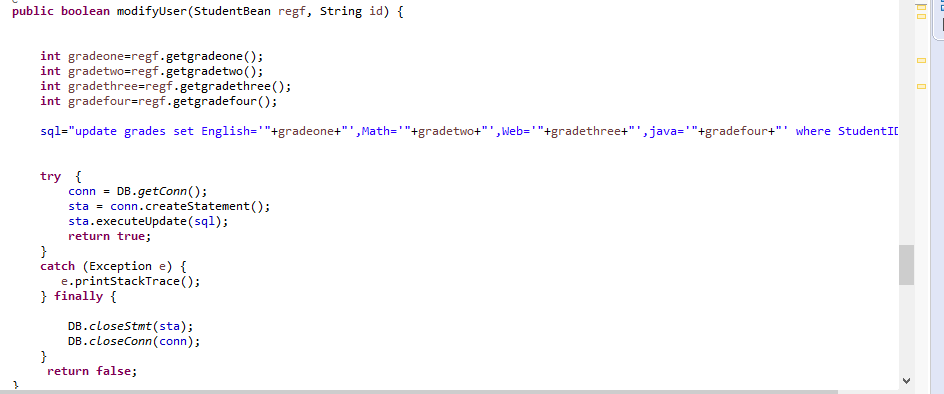 public boolean modifyUser(StudentBean regf, String id) {
int gradeone=regf.getgradeone();
int gradetwo=regf.getgradetwo();
int gradethree=regf.getgradethree();
int gradefour=regf.getgradefour();
sql="update grades set English='"+gradeone+"',Math='"+gradetwo+"',Web='"+gradethree+"',java='"+gradefour+"' where StudentID
try {
conn = DB.getConn();
sta = conn.createStatement();
sta.executeUpdate(sql);
return true;
}
catch (Exception e) {
e.printStackTrace();
} finally {
DB.closeStmt(sta);
DB.closeConn(conn);
}
return false;
}